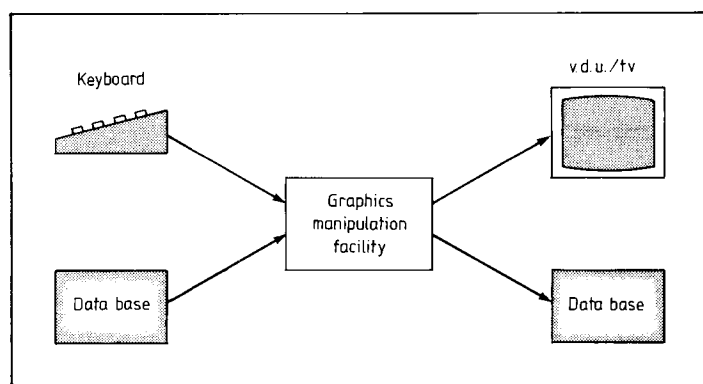 Keyboard
v.d.u./tv
Graphics
manipulation
facility
Data base
Data base